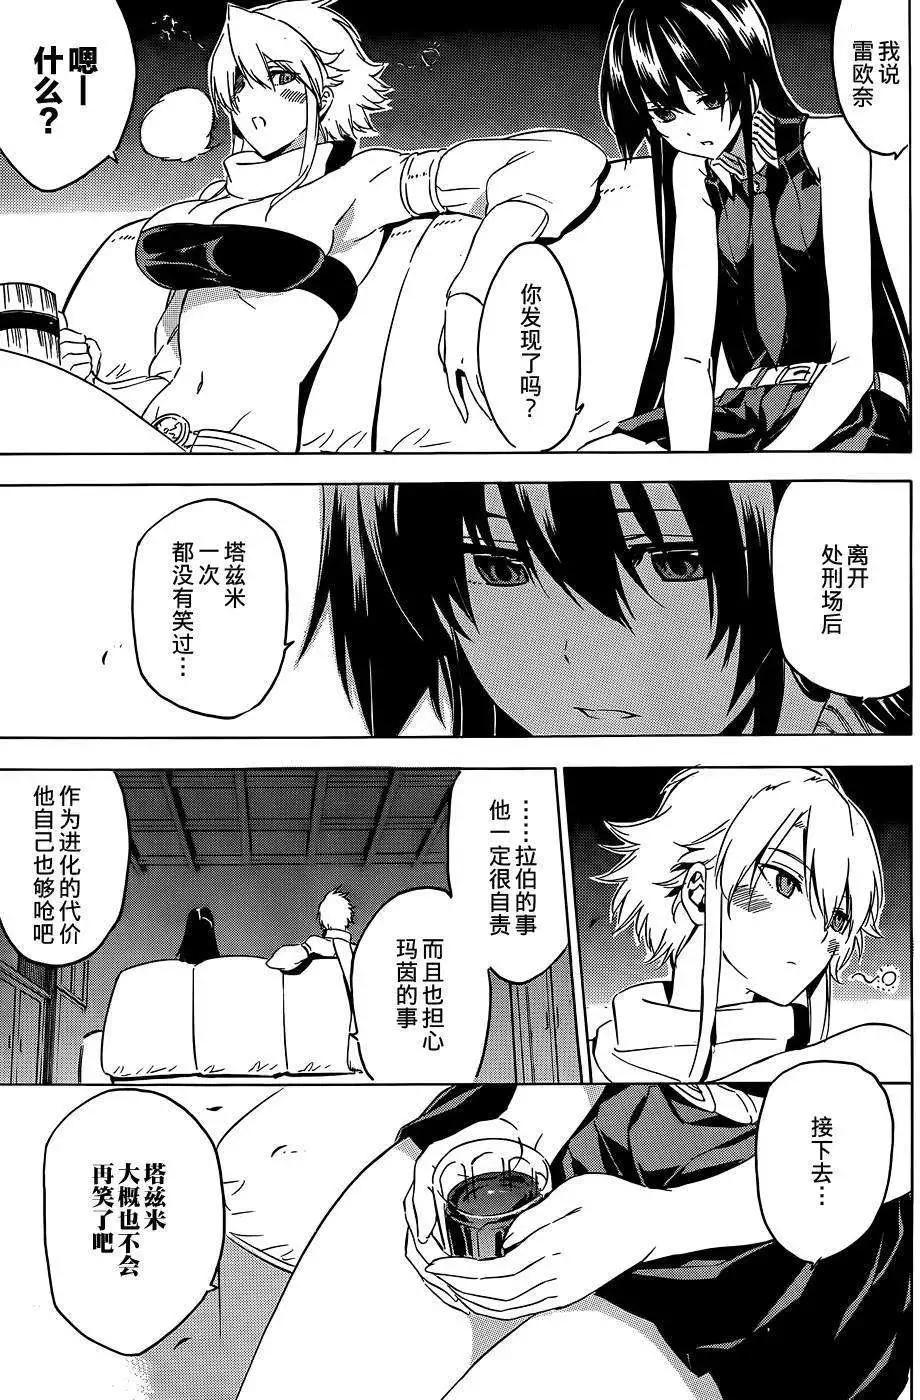 我说
雷欧奈
嗯—
什么？
你发现了吗？
离开
处刑场后
塔兹米
一次
都没有笑过…
……拉伯的事
他一定很自责
而且也担心
玛茵的事
作为进化的代价
他自己也够呛吧
接下去…
塔兹米
大概也不会
再笑了吧